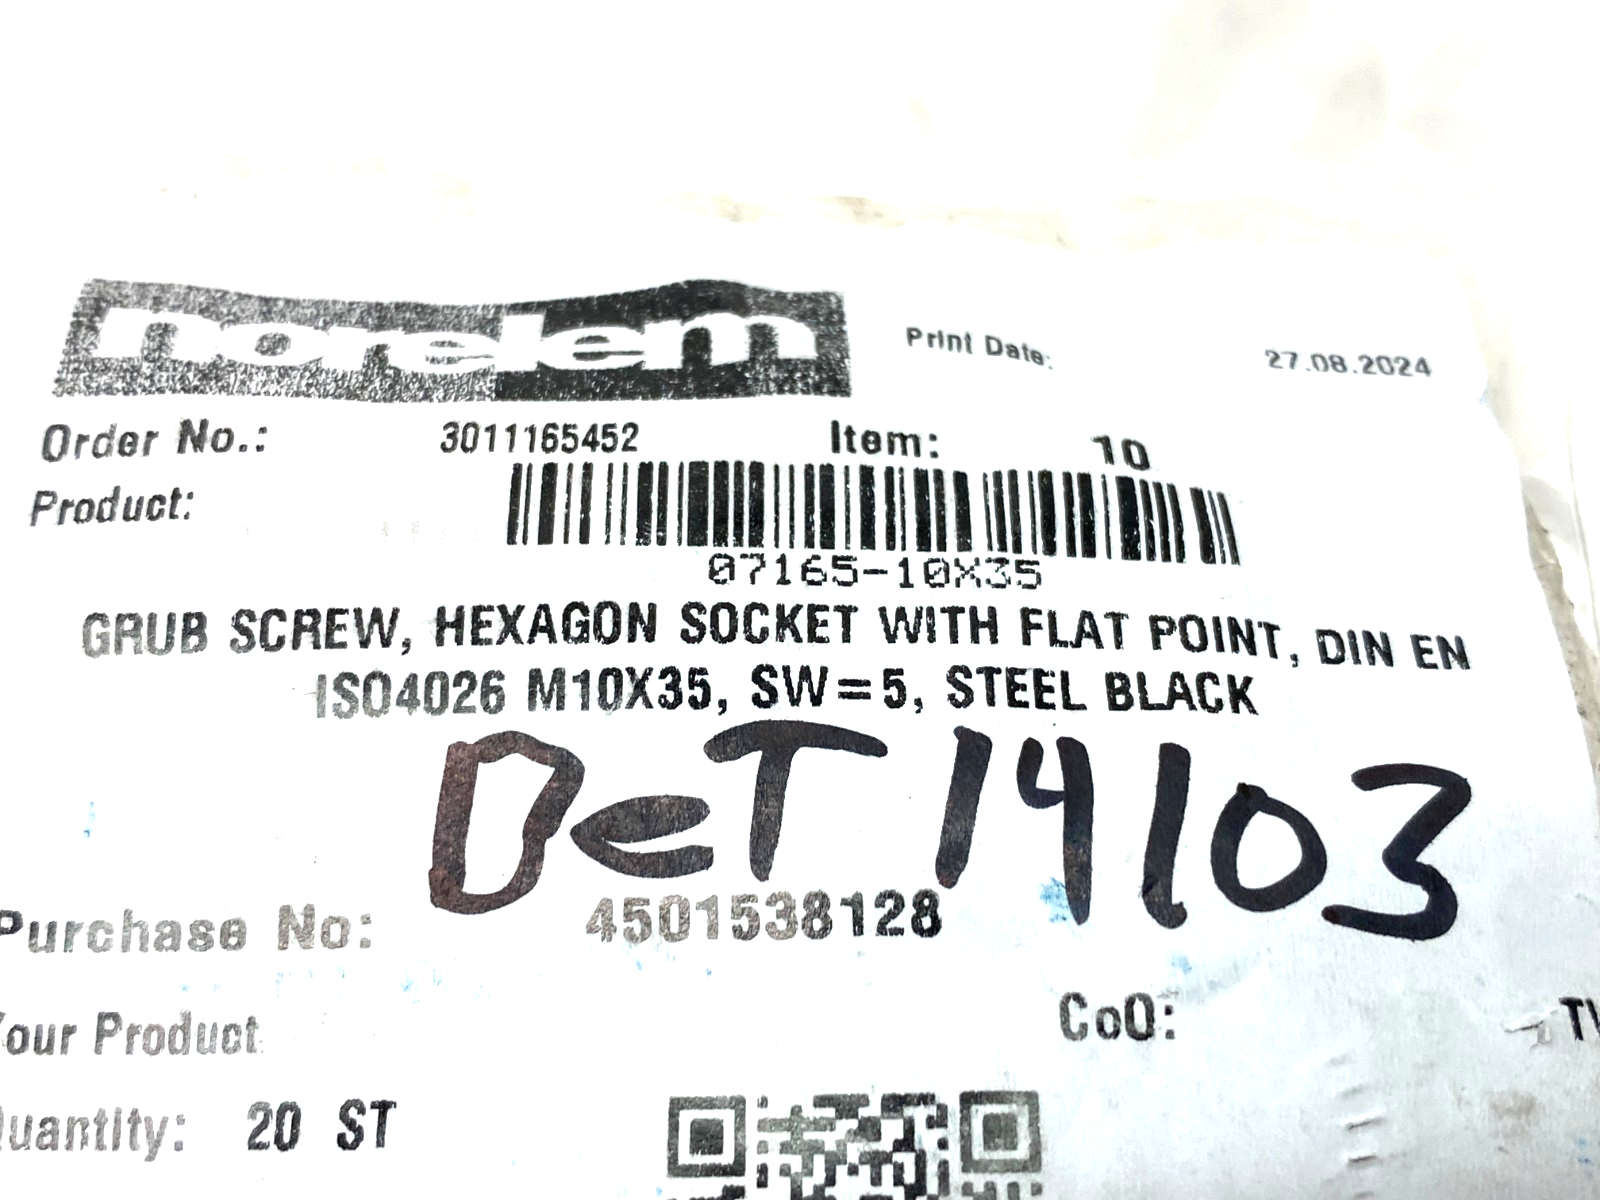 norelem
Print Date: 27.08.2024
Order No.: 3011165452 Item: 10
Product:
07165-10X35
GRUB SCREW, HEXAGON SOCKET WITH FLAT POINT, DIN EN
ISO4026 M10X35, SW=5, STEEL BLACK
DeT 14103
Purchase No: 4501538128
Your Product
CoO:
Quantity: 20 ST